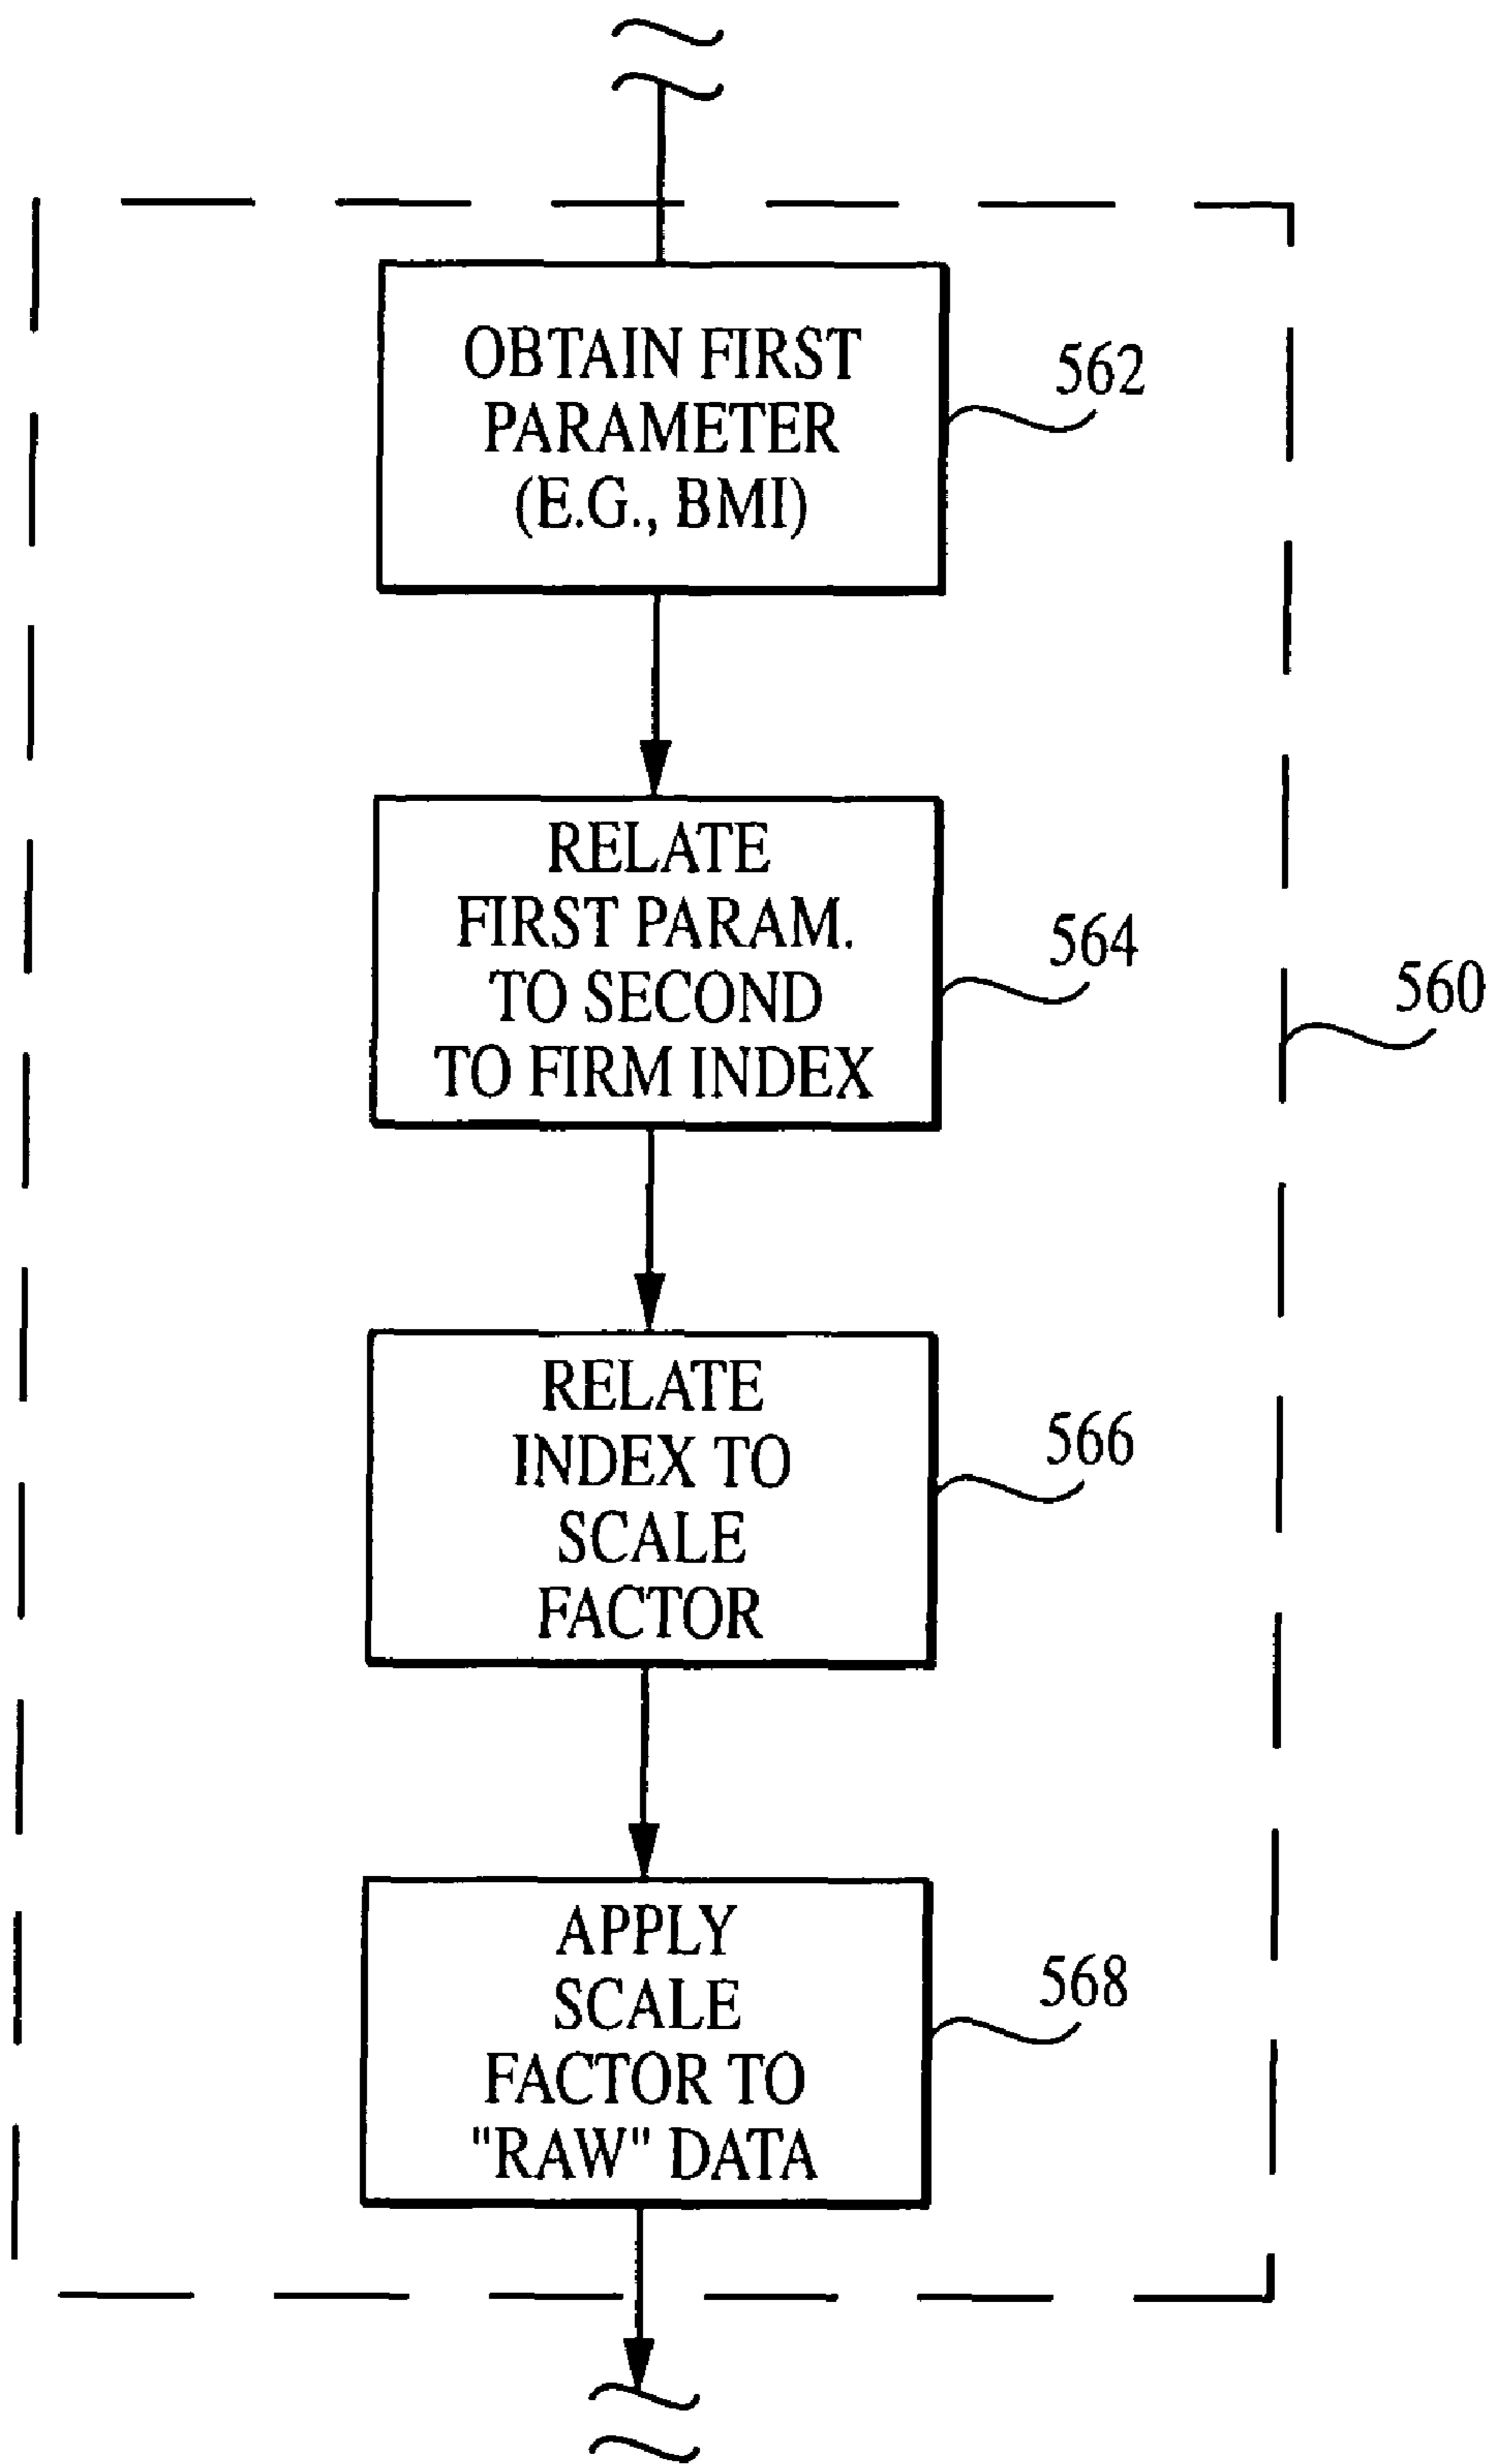 OBTAIN FIRST
PARAMETER
(E.G., BMI)
562
RELATE
FIRST PARAM.
TO SECOND
TO FIRM INDEX
564
560
RELATE
INDEX TO
SCALE
FACTOR
566
APPLY
SCALE
FACTOR TO
"RAW" DATA
568